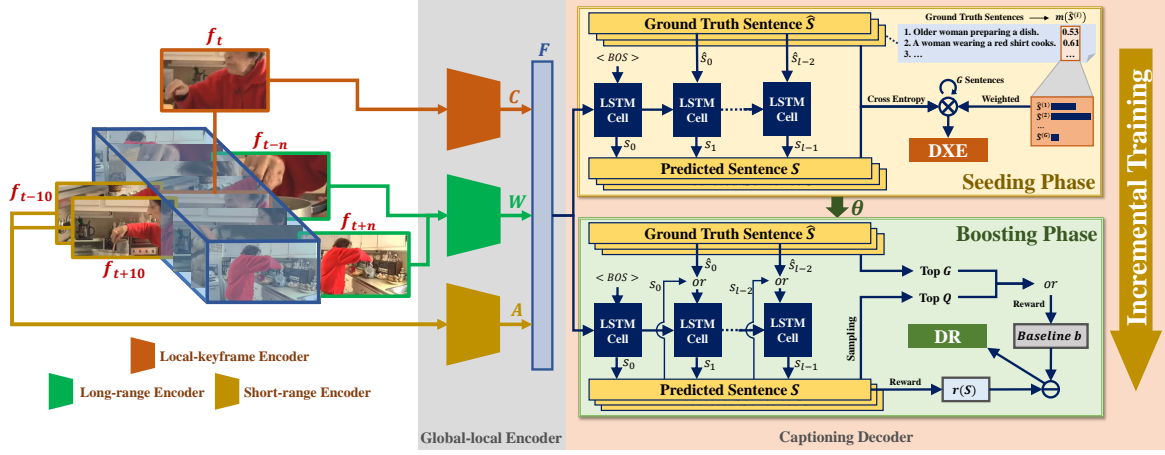 f_t
f_{t-n}
f_{t-10}
f_{t+n}
f_{t+10}
Local-keyframe Encoder
Long-range Encoder
Short-range Encoder
C
W
A
F
Global-local Encoder
Ground Truth Sentence Ŝ
< BOS >
ŝ_0
ŝ_{l-2}
LSTM Cell
LSTM Cell
LSTM Cell
s_0
s_1
s_{l-1}
Predicted Sentence S
Ground Truth Sentences
m(Ŝ^{(i)})
1. Older woman preparing a dish.
0.53
2. A woman wearing a red shirt cooks.
0.61
3. ...
...
G Sentences
Cross Entropy
Weighted
Ŝ^{(1)}
Ŝ^{(2)}
...
Ŝ^{(G)}
DXE
Seeding Phase
θ
Boosting Phase
Ground Truth Sentence Ŝ
< BOS >
ŝ_0
ŝ_{l-2}
s_0
or
s_{l-2}
or
LSTM Cell
LSTM Cell
LSTM Cell
s_0
s_1
s_{l-1}
Predicted Sentence S
Sampling
Top G
Top Q
or
Reward
Baseline b
DR
Reward
r(S)
Captioning Decoder
Incremental Training